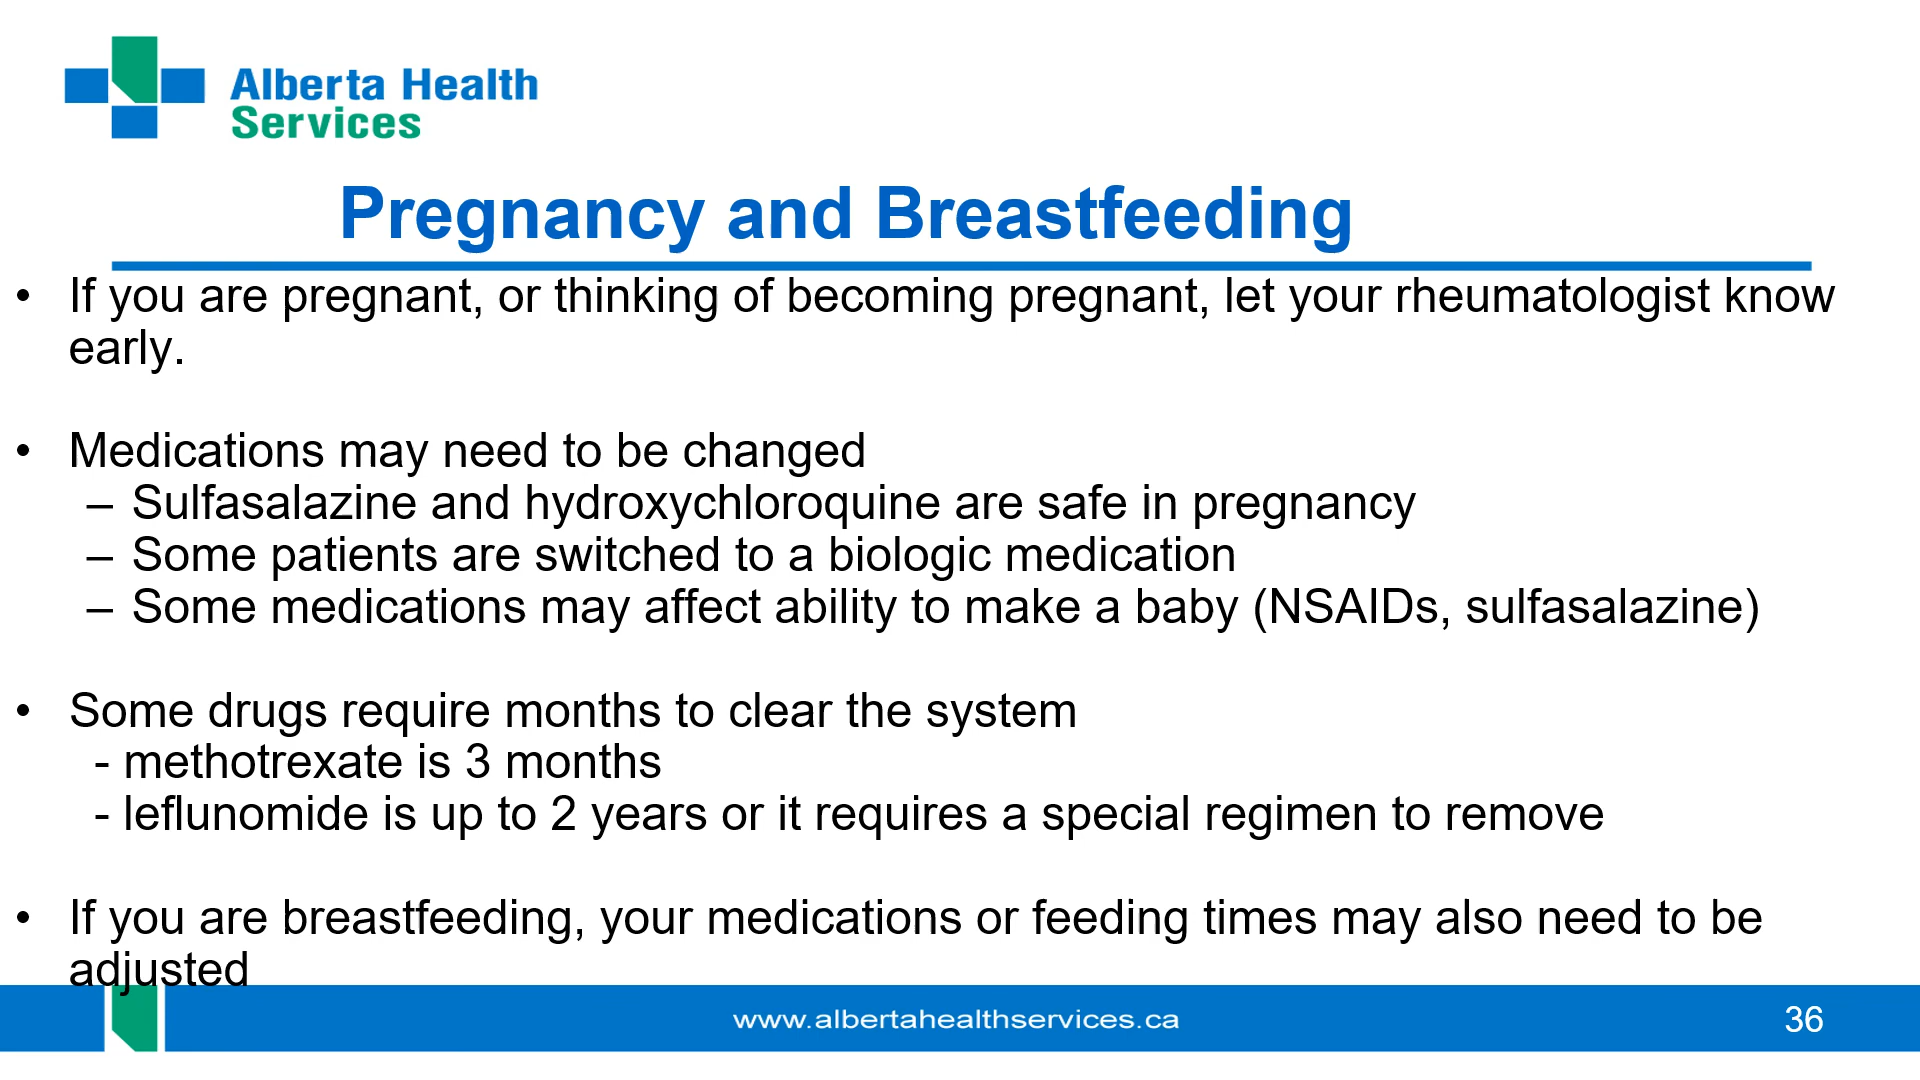 Alberta Health
Services
Pregnancy and Breastfeeding
• If you are pregnant, or thinking of becoming pregnant, let your rheumatologist know
early.
• Medications may need to be changed
– Sulfasalazine and hydroxychloroquine are safe in pregnancy
– Some patients are switched to a biologic medication
– Some medications may affect ability to make a baby (NSAIDs, sulfasalazine)
• Some drugs require months to clear the system
- methotrexate is 3 months
- leflunomide is up to 2 years or it requires a special regimen to remove
• If you are breastfeeding, your medications or feeding times may also need to be
adjusted
www.albertahealthservices.ca
36